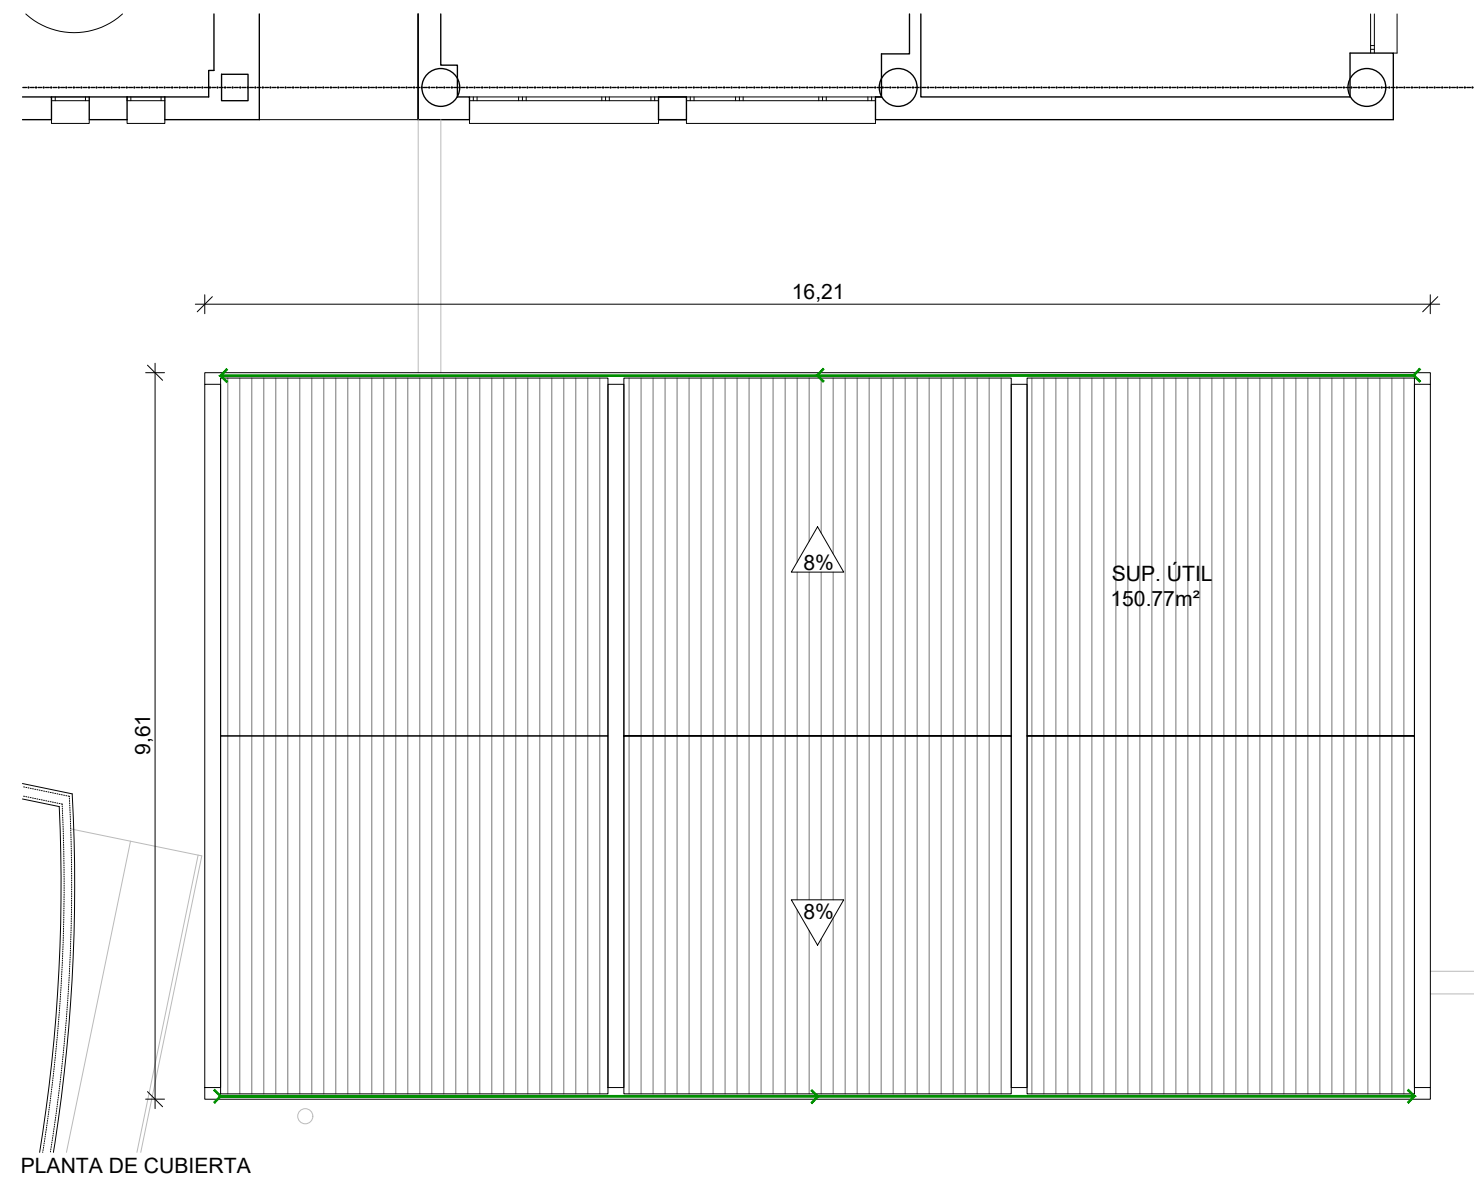 16,21
8%
SUP. ÚTIL
150.77m²
9,61
8%
PLANTA DE CUBIERTA